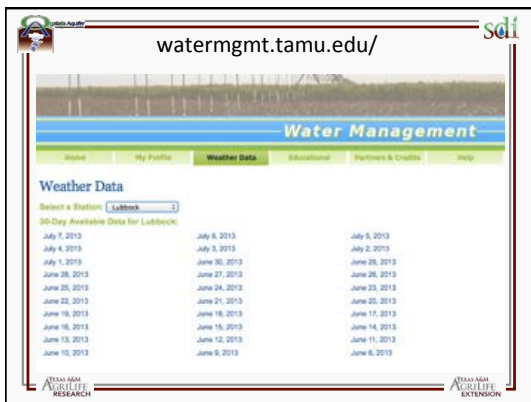 Ogallala Aquifer
sdi
watermgmt.tamu.edu/
Water Management
Home My Profile Weather Data Educational Partners & Credits Help
Weather Data
Select a Station: Lubbock
30-Day Available Data for Lubbock:
July 7, 2013 July 6, 2013 July 5, 2013
July 4, 2013 July 3, 2013 July 2, 2013
July 1, 2013 June 30, 2013 June 29, 2013
June 28, 2013 June 27, 2013 June 26, 2013
June 25, 2013 June 24, 2013 June 23, 2013
June 22, 2013 June 21, 2013 June 20, 2013
June 19, 2013 June 18, 2013 June 17, 2013
June 16, 2013 June 15, 2013 June 14, 2013
June 13, 2013 June 12, 2013 June 11, 2013
June 10, 2013 June 9, 2013 June 8, 2013
TEXAS A&M TEXAS A&M
AGRILIFE AGRILIFE
RESEARCH EXTENSION